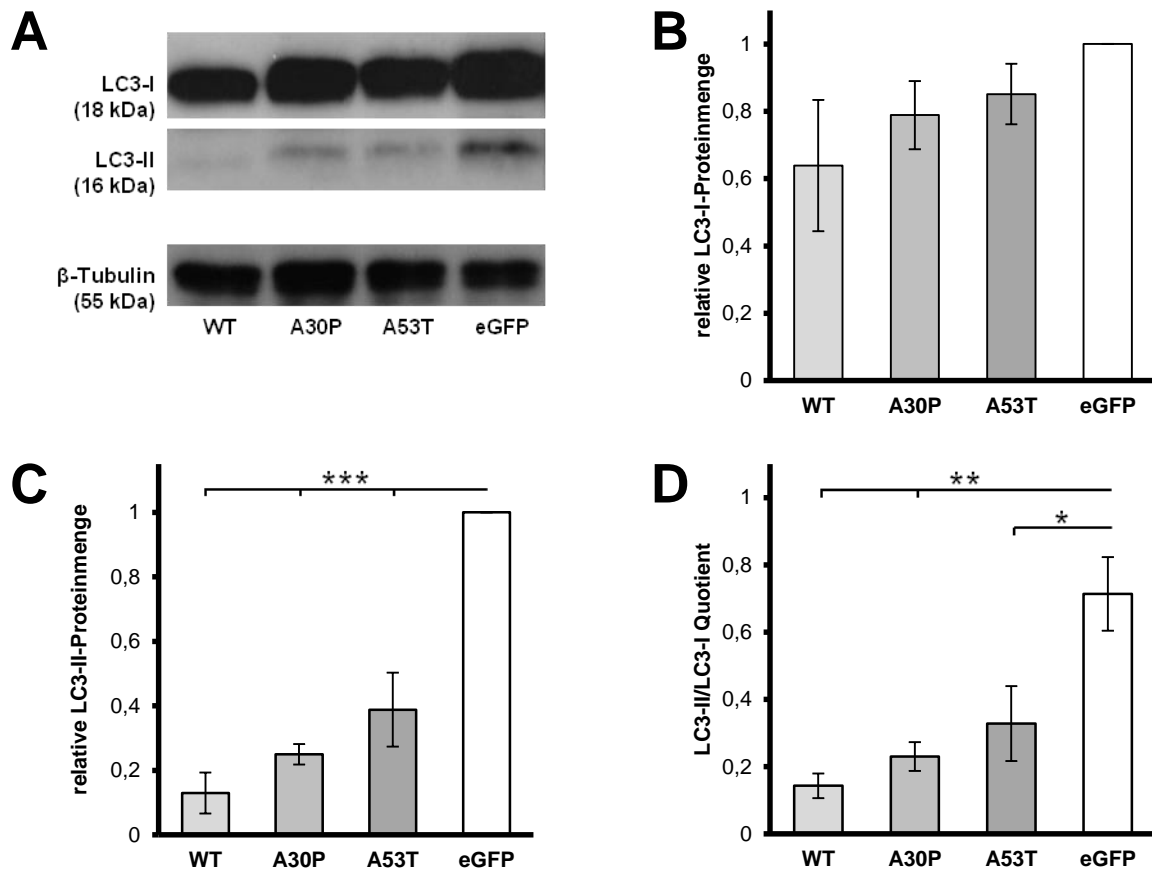 A
LC3-I
(18 kDa)
LC3-II
(16 kDa)
β-Tubulin
(55 kDa)
WT A30P A53T eGFP
B
relative LC3-I-Proteinmenge
1
0,8
0,6
0,4
0,2
0
WT A30P A53T eGFP
C
relative LC3-II-Proteinmenge
***
1
0,8
0,6
0,4
0,2
0
WT A30P A53T eGFP
D
LC3-II/LC3-I Quotient
**
*
1
0,8
0,6
0,4
0,2
0
WT A30P A53T eGFP